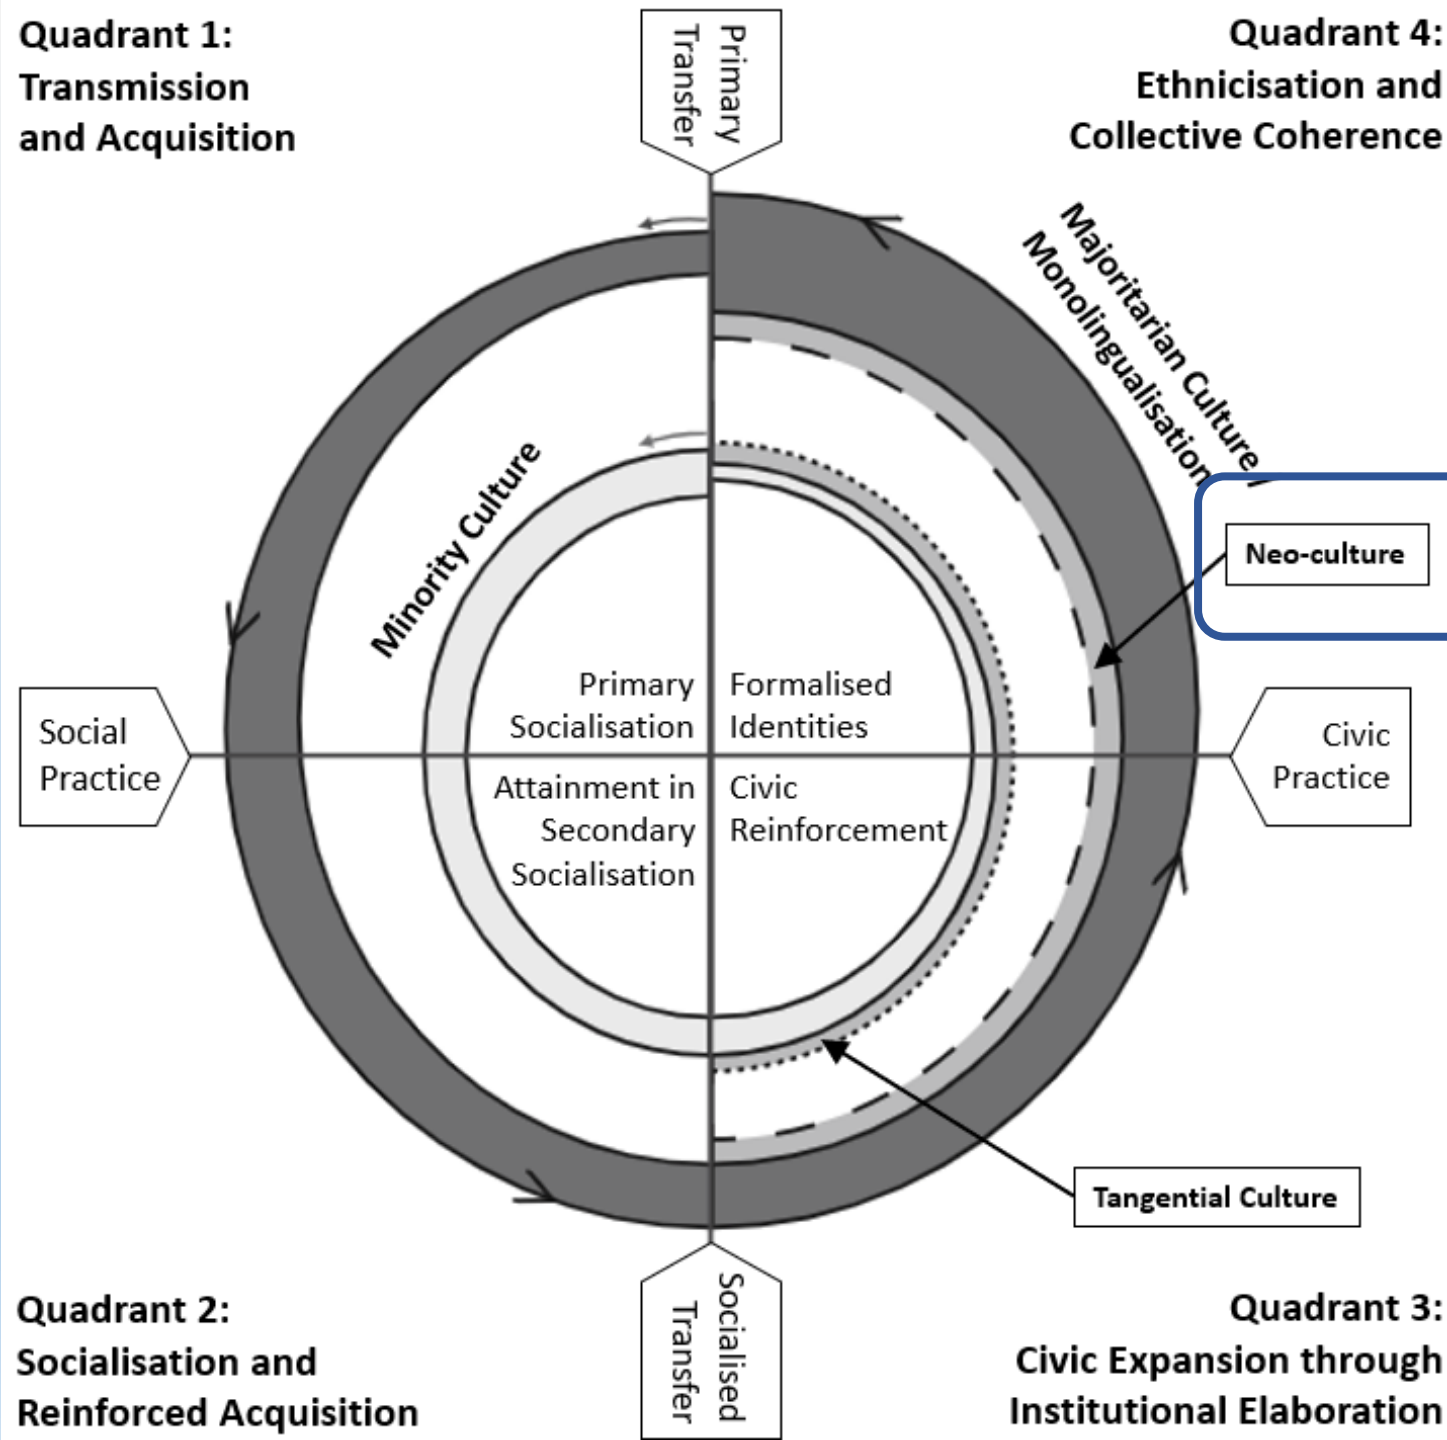 Quadrant 1:
Transmission
and Acquisition
Primary
Transfer
Quadrant 4:
Ethnicisation and
Collective Coherence
Majoritarian Culture /
Monolingualisation
Minority Culture
Neo-culture
Primary
Socialisation
Formalised
Identities
Social
Practice
Civic
Practice
Attainment in
Secondary
Socialisation
Civic
Reinforcement
Tangential Culture
Socialised
Transfer
Quadrant 2:
Socialisation and
Reinforced Acquisition
Quadrant 3:
Civic Expansion through
Institutional Elaboration